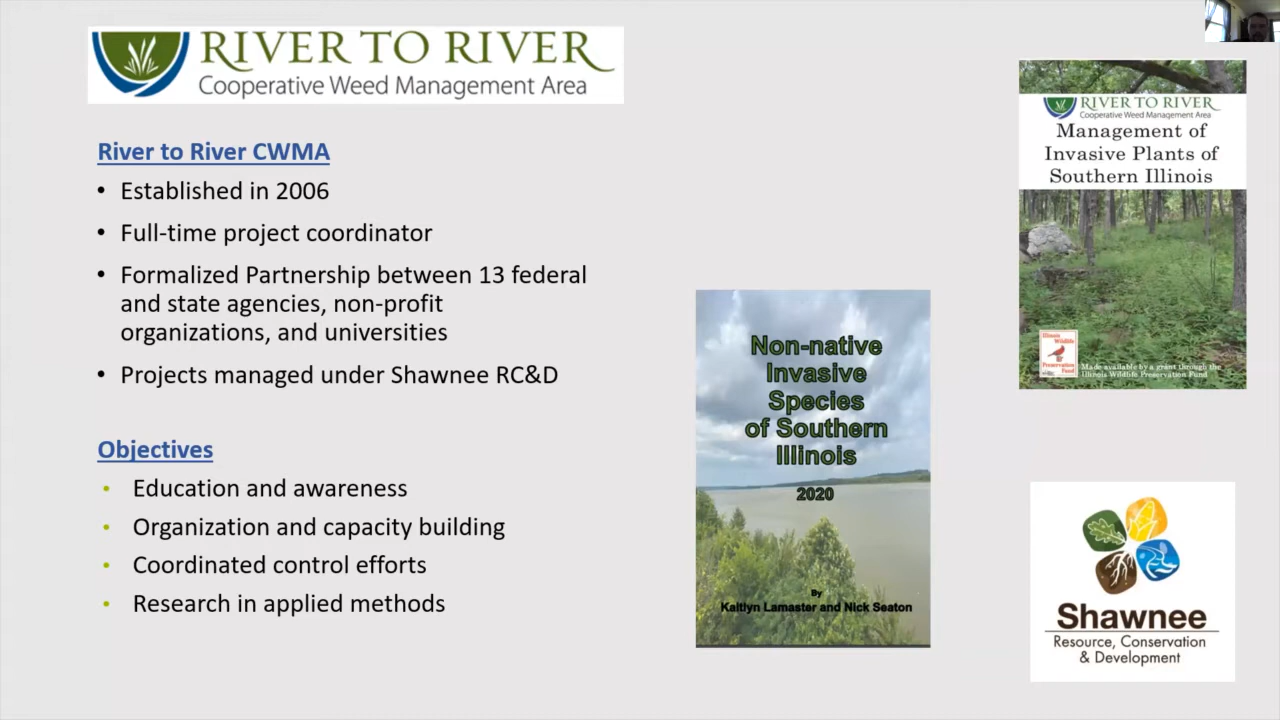 RIVER TO RIVER
Cooperative Weed Management Area
River to River CWMA
• Established in 2006
• Full-time project coordinator
• Formalized Partnership between 13 federal
and state agencies, non-profit
organizations, and universities
• Projects managed under Shawnee RC&D
Objectives
• Education and awareness
• Organization and capacity building
• Coordinated control efforts
• Research in applied methods
Non-native
Invasive
Species
of Southern
Illinois
2020
By
Kaitlyn Lamaster and Nick Seaton
RIVER TO RIVER
Cooperative Weed Management Area
Management of
Invasive Plants of
Southern Illinois
Illinois
Wildlife
Preservation
Fund
Made available by a grant through the
Illinois Wildlife Preservation Fund
Shawnee
Resource, Conservation
& Development